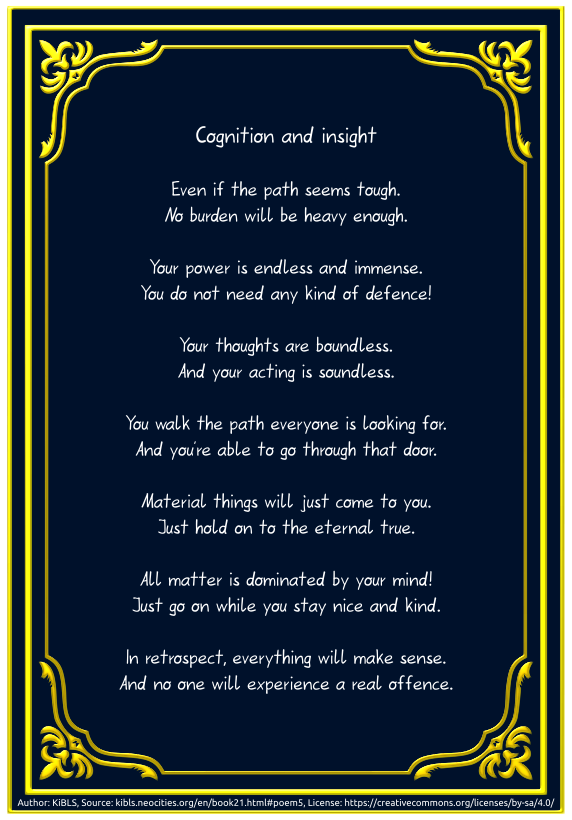 Cognition and insight
Even if the path seems tough.
No burden will be heavy enough.
Your power is endless and immense.
You do not need any kind of defence!
Your thoughts are boundless.
And your acting is soundless.
You walk the path everyone is looking for.
And you're able to go through that door.
Material things will just come to you.
Just hold on to the eternal true.
All matter is dominated by your mind!
Just go on while you stay nice and kind.
In retrospect, everything will make sense.
And no one will experience a real offence.
Author: KiBLS, Source: kibls.neocities.org/en/book21.html#poem5, License: https://creativecommons.org/licenses/by-sa/4.0/